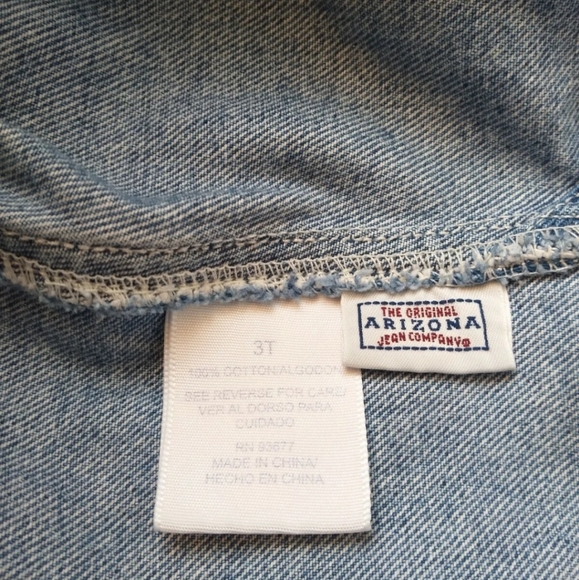 3T
100% COTTON/ALGODON
SEE REVERSE FOR CARE/
VER AL DORSO PARA
CUIDADO
RN 93677
MADE IN CHINA/
HECHO EN CHINA
THE ORIGINAL
ARIZONA
JEAN COMPANY®